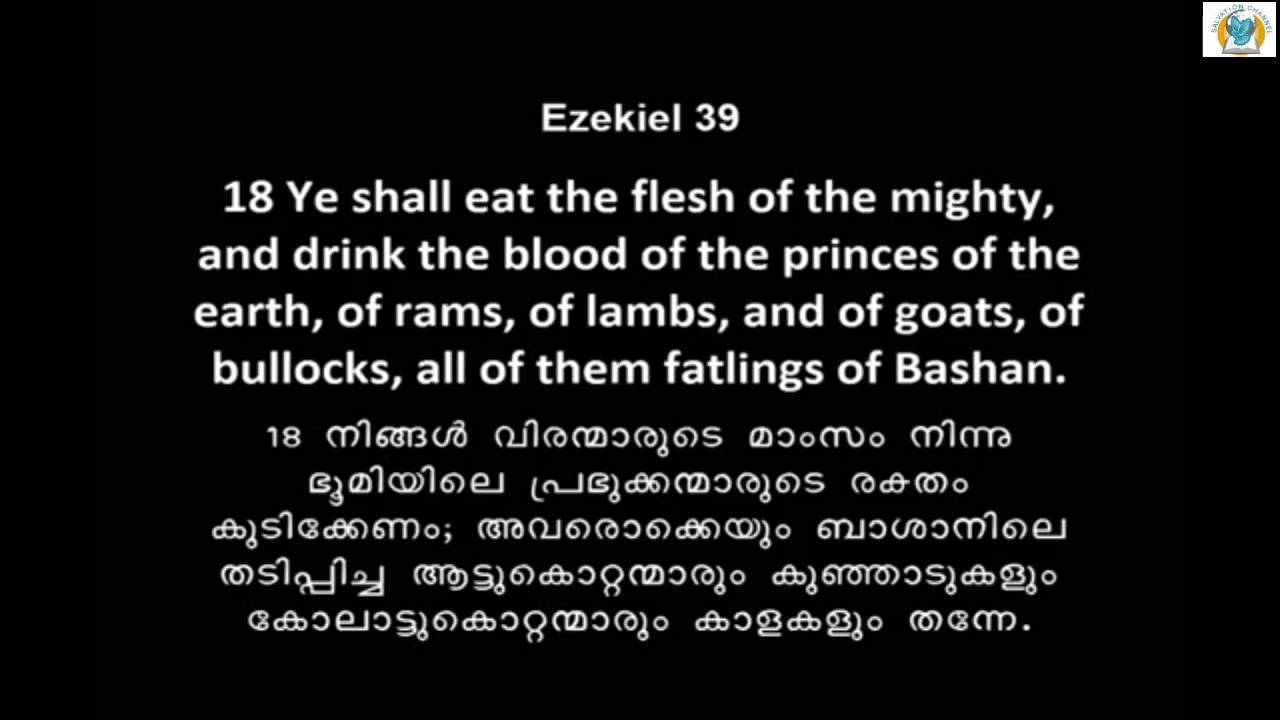 SALVATION CHANNEL
Ezekiel 39
18 Ye shall eat the flesh of the mighty,
and drink the blood of the princes of the
earth, of rams, of lambs, and of goats, of
bullocks, all of them fatlings of Bashan.
18 നിങ്ങൾ വിരന്മാരുടെ മാംസം നിന്നു
ഭൂമിയിലെ പ്രഭുക്കന്മാരുടെ രക്തം
കുടിക്കേണം; അവരൊക്കെയും ബാശാനിലെ
തടിപ്പിച്ച ആട്ടുകൊറ്റന്മാരും കുഞ്ഞാടുകളും
കോലാട്ടുകൊറ്റന്മാരും കാളകളും തന്നേ.